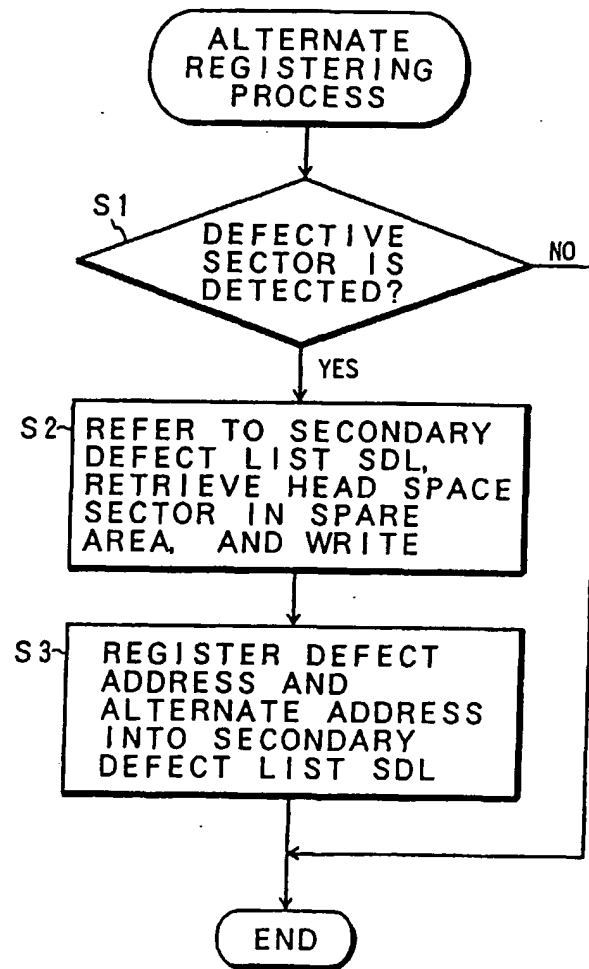 ALTERNATE
REGISTERING
PROCESS
S1
DEFECTIVE
SECTOR IS
DETECTED?
NO
YES
S2
REFER TO SECONDARY
DEFECT LIST SDL,
RETRIEVE HEAD SPACE
SECTOR IN SPARE
AREA, AND WRITE
S3
REGISTER DEFECT
ADDRESS AND
ALTERNATE ADDRESS
INTO SECONDARY
DEFECT LIST SDL
END